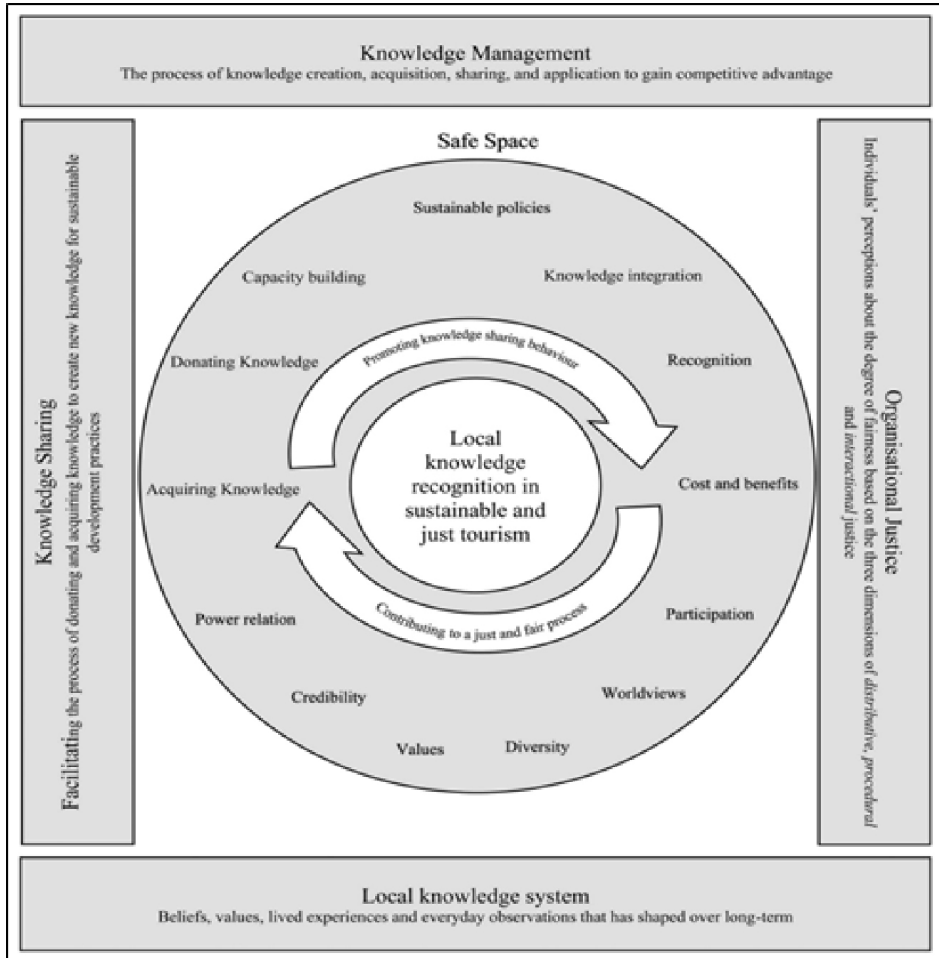 Knowledge Management
The process of knowledge creation, acquisition, sharing, and application to gain competitive advantage
Knowledge Sharing
Facilitating the process of donating and acquiring knowledge to create new knowledge for sustainable
development practices
Safe Space
Sustainable policies
Capacity building
Knowledge integration
Promoting knowledge sharing behaviour
Donating Knowledge
Recognition
Local
knowledge
recognition in
sustainable and
just tourism
Acquiring Knowledge
Cost and benefits
Contributing to a just and fair process
Power relation
Participation
Credibility
Worldviews
Values
Diversity
Organisational Justice
Individuals' perceptions about the degree of fairness based on the three dimensions of distributive, procedural
and interactional justice
Local knowledge system
Beliefs, values, lived experiences and everyday observations that has shaped over long-term